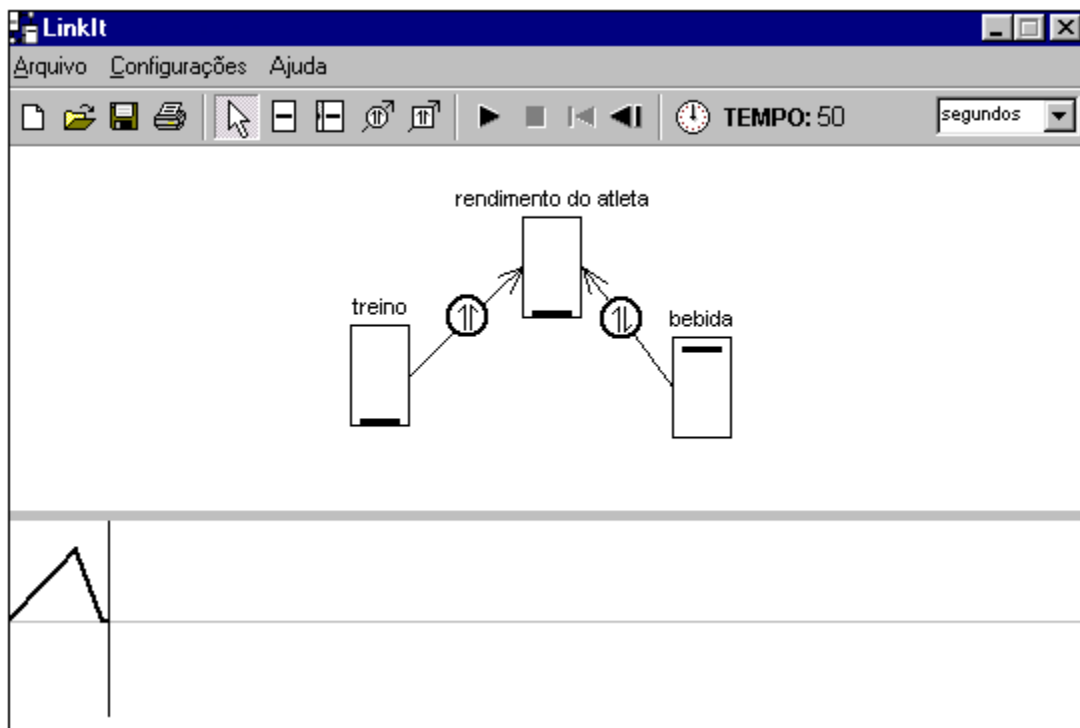 LinkIt
Arquivo Configurações Ajuda
TEMPO: 50 segundos
rendimento do atleta
treino
bebida